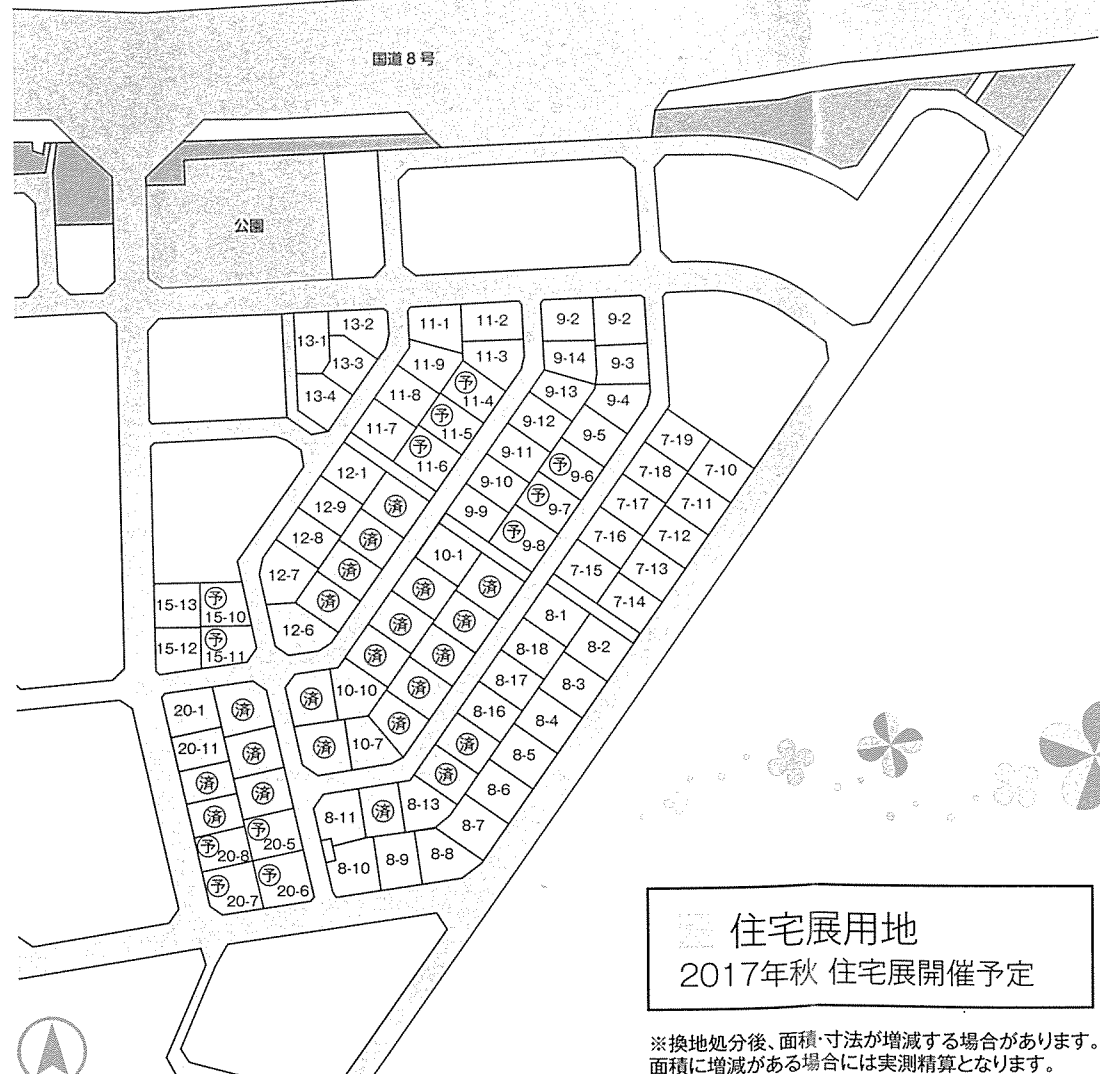 国道8号
公園
13-1
13-2
11-1
11-2
9-2
9-2
13-3
11-9
11-3
9-14
9-3
13-4
11-8
予
11-4
9-13
9-4
11-7
予
11-5
9-12
9-5
7-19
予
11-6
9-11
予
9-6
7-18
7-10
12-1
済
9-10
予
9-7
7-17
7-11
12-9
済
9-9
予
9-8
7-16
7-12
12-8
済
10-1
7-15
7-13
12-7
済
済
済
7-14
15-13
予
15-10
12-6
済
済
8-1
15-12
予
15-11
済
済
8-18
8-2
20-1
済
済
10-10
済
8-17
8-3
20-11
済
済
10-7
済
8-16
8-4
済
済
済
8-5
済
済
8-6
予
20-8
予
20-5
8-11
済
8-13
8-7
予
20-7
予
20-6
8-10
8-9
8-8
住宅展用地
2017年秋 住宅展開催予定
※換地処分後、面積・寸法が増減する場合があります。
面積に増減がある場合には実測精算となります。